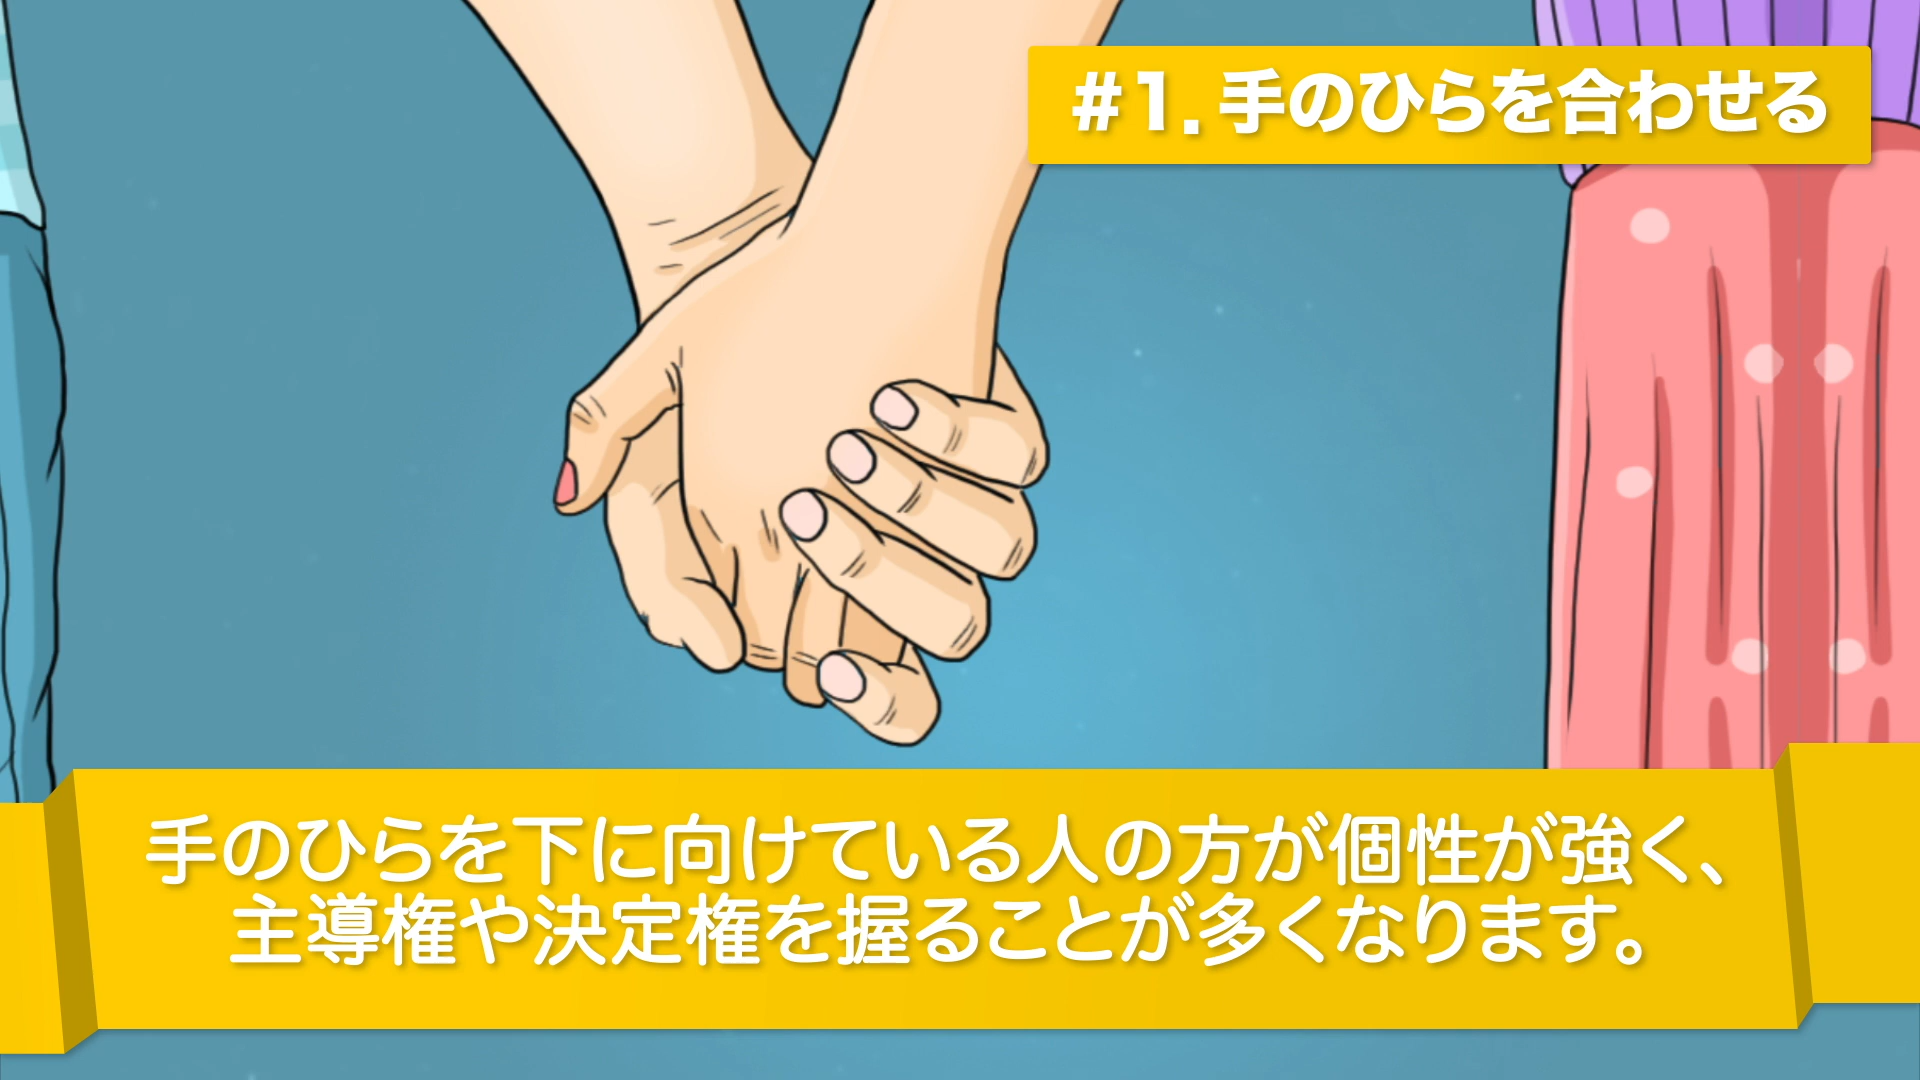 #1. 手のひらを合わせる
手のひらを下に向けている人の方が個性が強く、
主導権や決定権を握ることが多くなります。